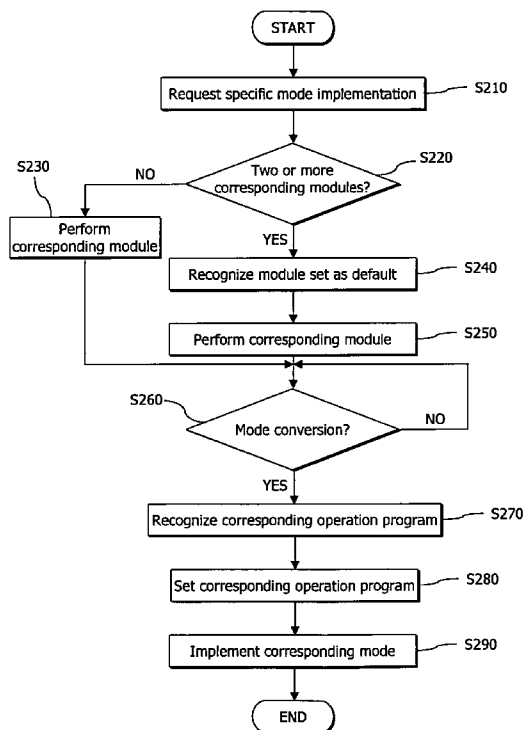 START
Request specific mode implementation
S210
S220
Two or more
corresponding modules?
NO
S230
Perform
corresponding module
YES
Recognize module set as default
S240
Perform corresponding module
S250
S260
Mode conversion?
NO
YES
Recognize corresponding operation program
S270
Set corresponding operation program
S280
Implement corresponding mode
S290
END